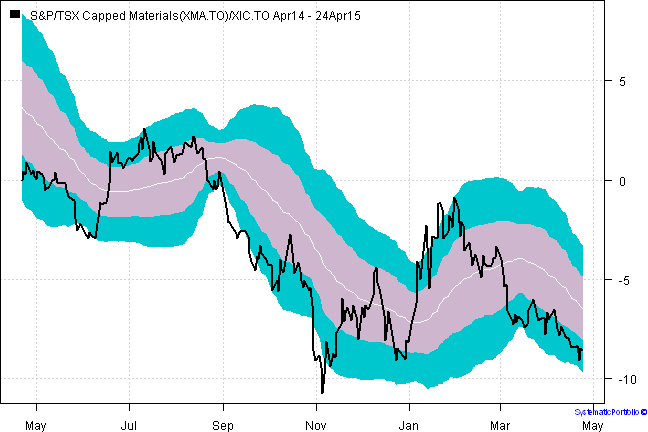 S&P/TSX Capped Materials(XMA.TO)/XIC.TO Apr14 - 24Apr15
5
0
-5
-10
SystematicPortfolio ©
May Jul Sep Nov Jan Mar May